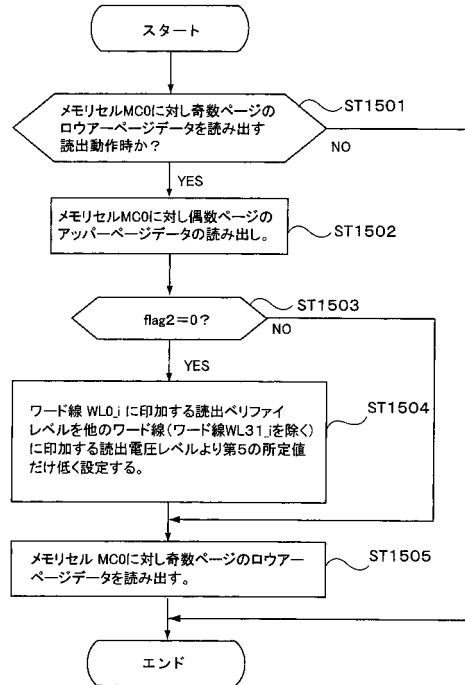 スタート
メモリセルMC0に対し奇数ページの
ロウアーページデータを読み出す
読出動作時か?
ST1501
NO
YES
メモリセルMC0に対し偶数ページの
アッパーページデータの読み出し。
ST1502
flag2=0?
ST1503
NO
YES
ワード線 WL0_i に印加する読出ベリファイ
レベルを他のワード線(ワード線WL31_iを除く)
に印加する読出電圧レベルより第5の所定値
だけ低く設定する。
ST1504
メモリセル MC0に対し奇数ページのロウアー
ページデータを読み出す。
ST1505
エンド